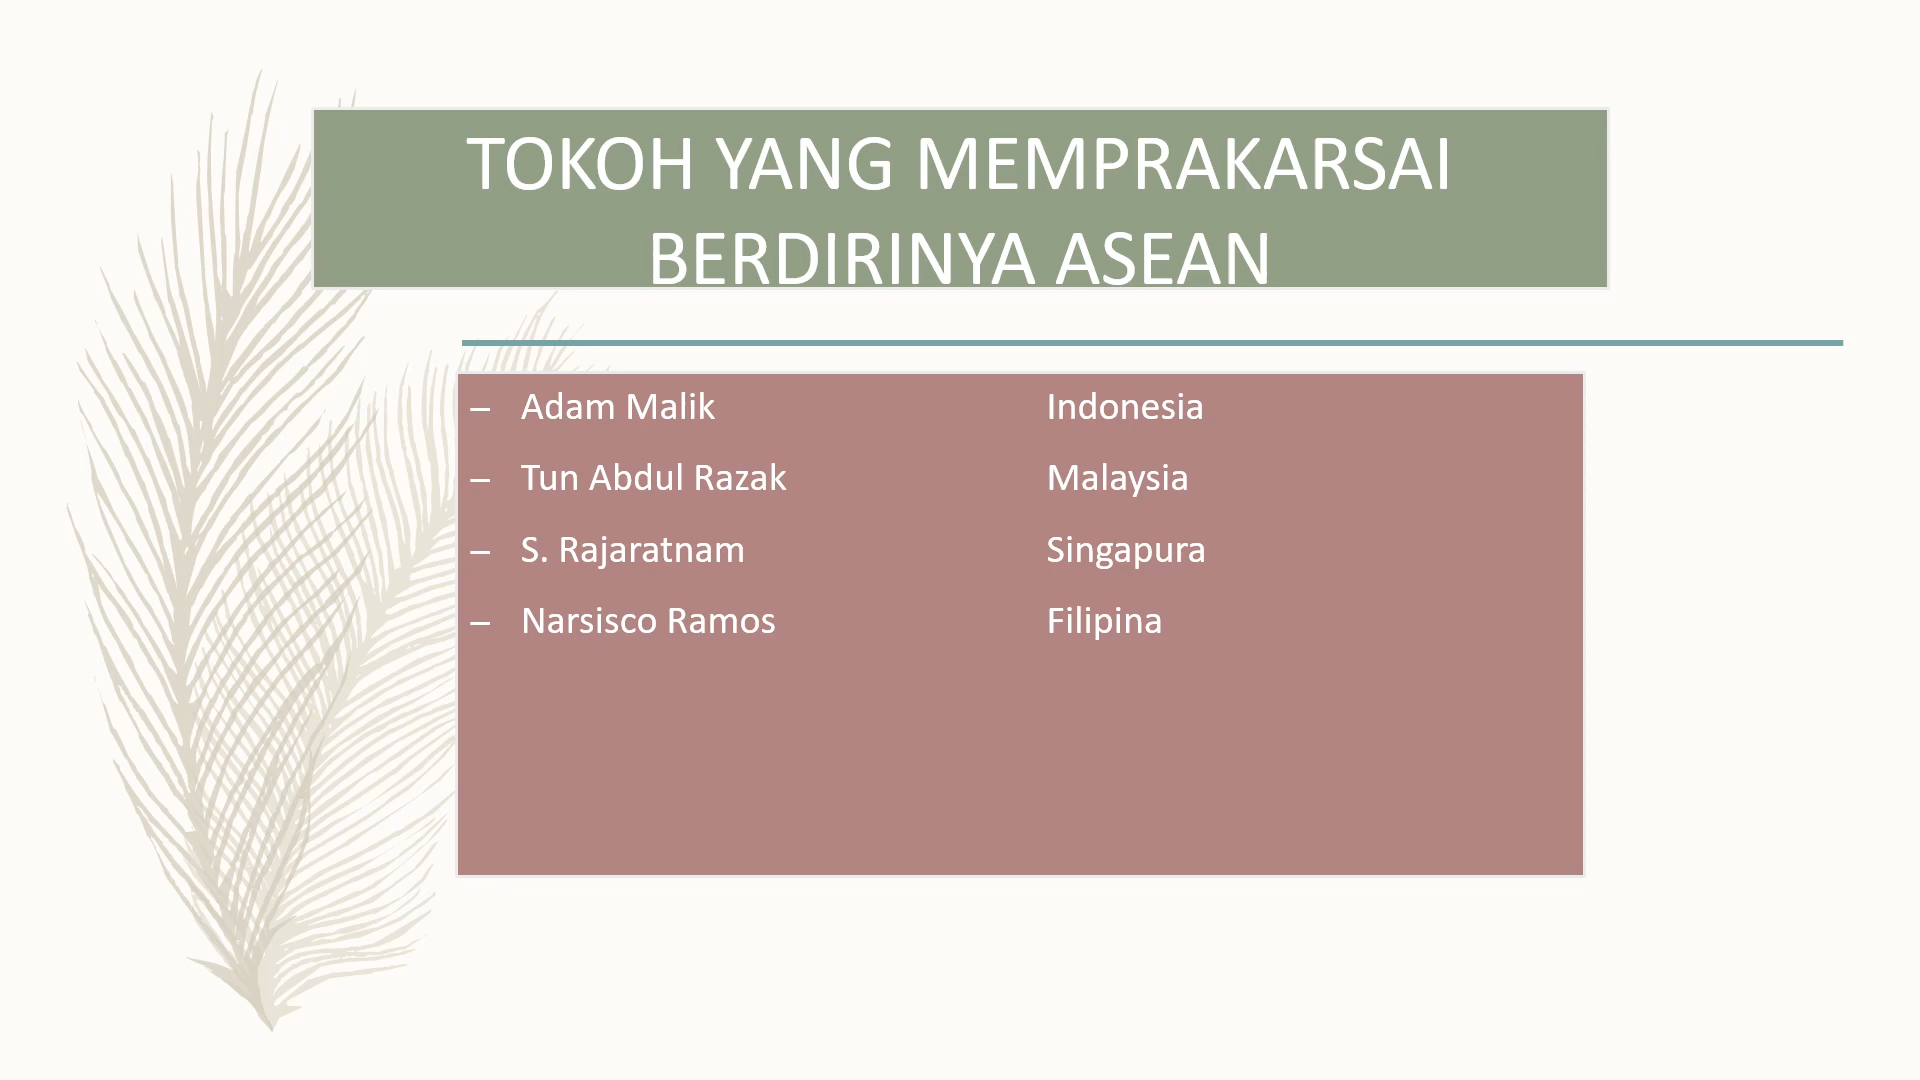 TOKOH YANG MEMPRAKARSAI
BERDIRINYA ASEAN
– Adam Malik Indonesia
– Tun Abdul Razak Malaysia
– S. Rajaratnam Singapura
– Narsisco Ramos Filipina